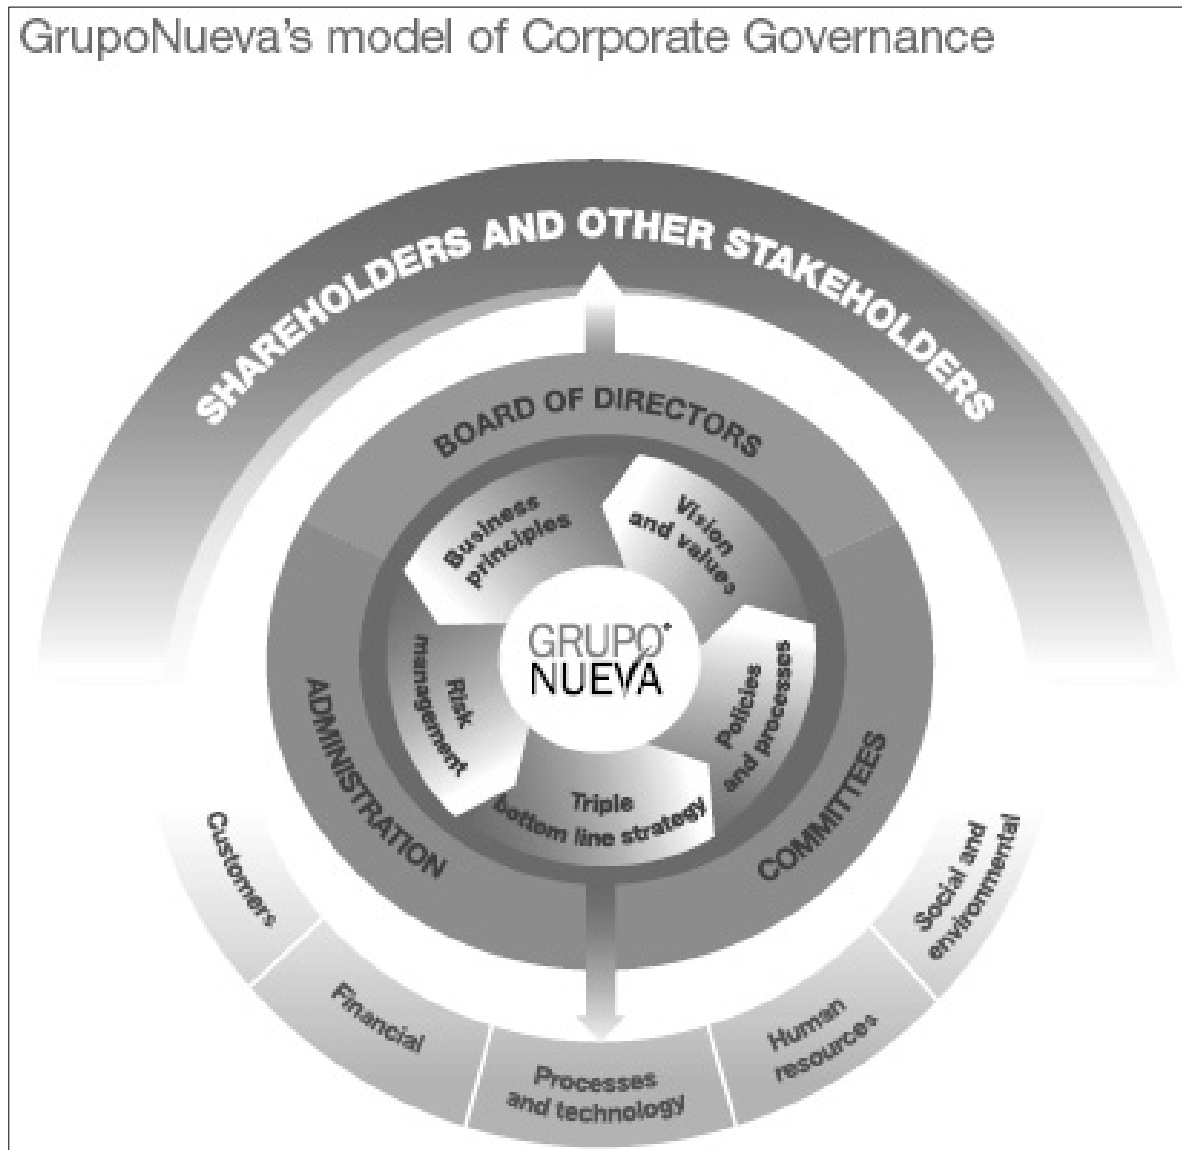 GrupoNueva's model of Corporate Governance
SHAREHOLDERS AND OTHER STAKEHOLDERS
BOARD OF DIRECTORS
Business
principles
Vision
and values
GRUPO
NUEVA
Risk
management
Policies
and processes
Triple
bottom line strategy
ADMINISTRATION
COMMITTEES
Customers
Financial
Processes
and technology
Human
resources
Social and
environmental